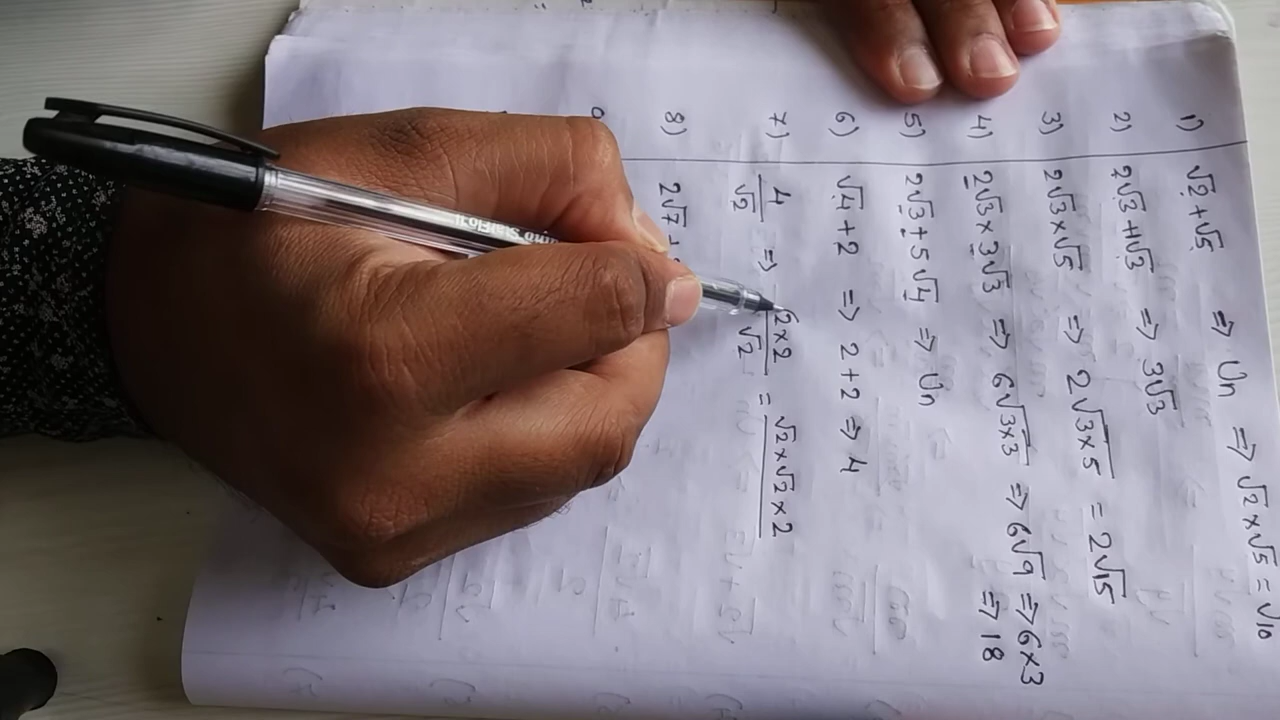 1) √2 + √5 ⇒ Un ⇒ √2 × √5 = √10
2) 2√3 + √3 ⇒ 3√3
3) 2√3 × √5 ⇒ 2√3×5 = 2√15
4) 2√3 × 3√3 ⇒ 6√3×3 ⇒ 6√9 ⇒ 6×3
⇒ 18
5) 2√3 + 5√4 ⇒ Un
6) √4 + 2 ⇒ 2+2 ⇒ 4
7) 4/√2 ⇒ 2×2/√2 = √2×√2×2
8) 2√7